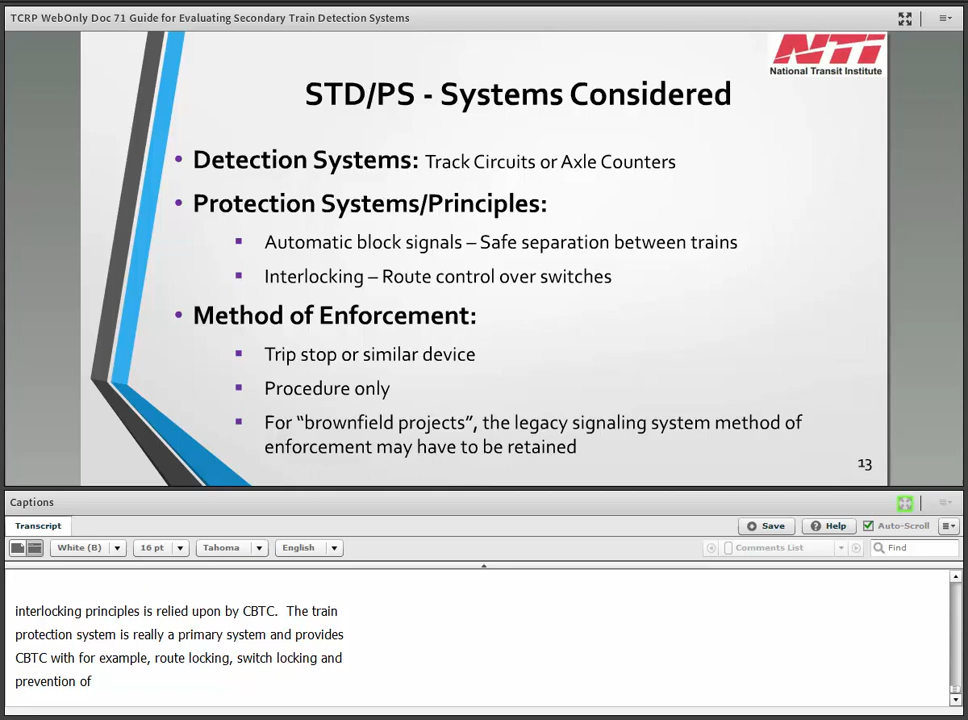 TCRP WebOnly Doc 71 Guide for Evaluating Secondary Train Detection Systems
NTI
National Transit Institute
STD/PS - Systems Considered
• Detection Systems: Track Circuits or Axle Counters
• Protection Systems/Principles:
▪ Automatic block signals – Safe separation between trains
▪ Interlocking – Route control over switches
• Method of Enforcement:
▪ Trip stop or similar device
▪ Procedure only
▪ For “brownfield projects”, the legacy signaling system method of
enforcement may have to be retained
13
Captions
Transcript
Save Help Auto-Scroll
White (B) 16 pt Tahoma English Comments List Find
interlocking principles is relied upon by CBTC. The train
protection system is really a primary system and provides
CBTC with for example, route locking, switch locking and
prevention of